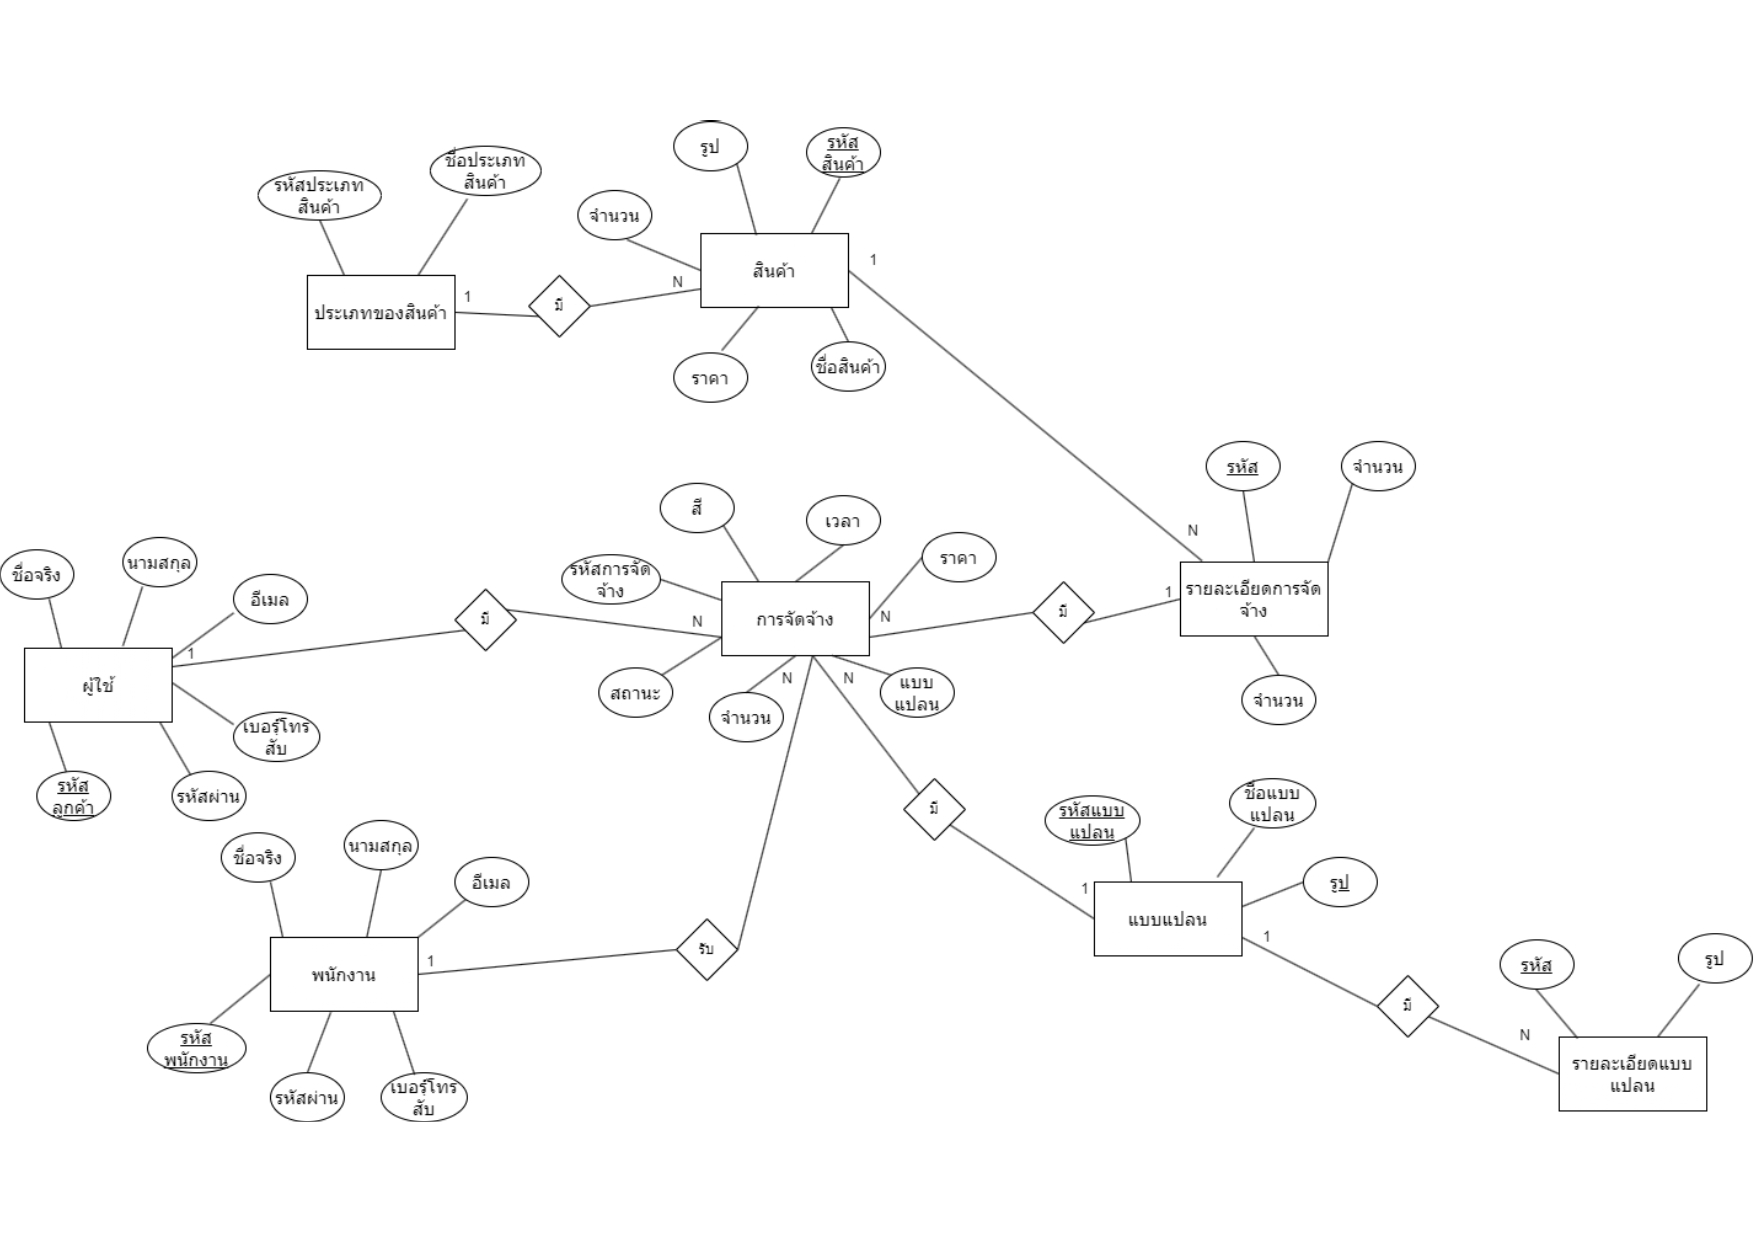 รูป
รหัส
สินค้า
ชื่อประเภท
สินค้า
รหัสประเภท
สินค้า
จำนวน
สินค้า
1
N
1
มี
ประเภทของสินค้า
ราคา
ชื่อสินค้า
รหัส
จำนวน
สี
เวลา
N
ราคา
นามสกุล
ชื่อจริง
รหัสการจัด
จ้าง
อีเมล
รายละเอียดการจัด
จ้าง
1
มี
N
การจัดจ้าง
N
มี
1
ผู้ใช้
สถานะ
N
N
แบบ
แปลน
จำนวน
จำนวน
เบอร์โทร
สับ
รหัส
ลูกค้า
รหัสผ่าน
มี
รหัสแบบ
แปลน
ชื่อแบบ
แปลน
นามสกุล
ชื่อจริง
อีเมล
รูป
1
แบบแปลน
1
รับ
1
พนักงาน
รหัส
รูป
มี
N
รหัส
พนักงาน
รายละเอียดแบบ
แปลน
รหัสผ่าน
เบอร์โทร
สับ